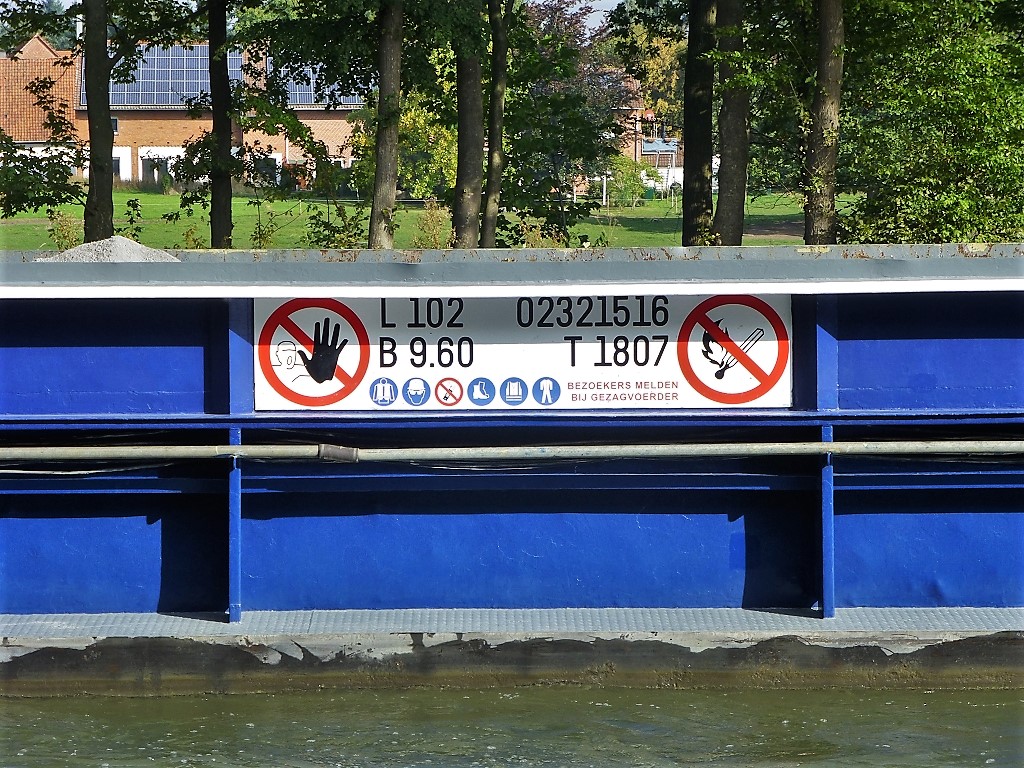 L 102 02321516
B 9.60 T 1807
BEZOEKERS MELDEN
BIJ GEZAGVOERDER